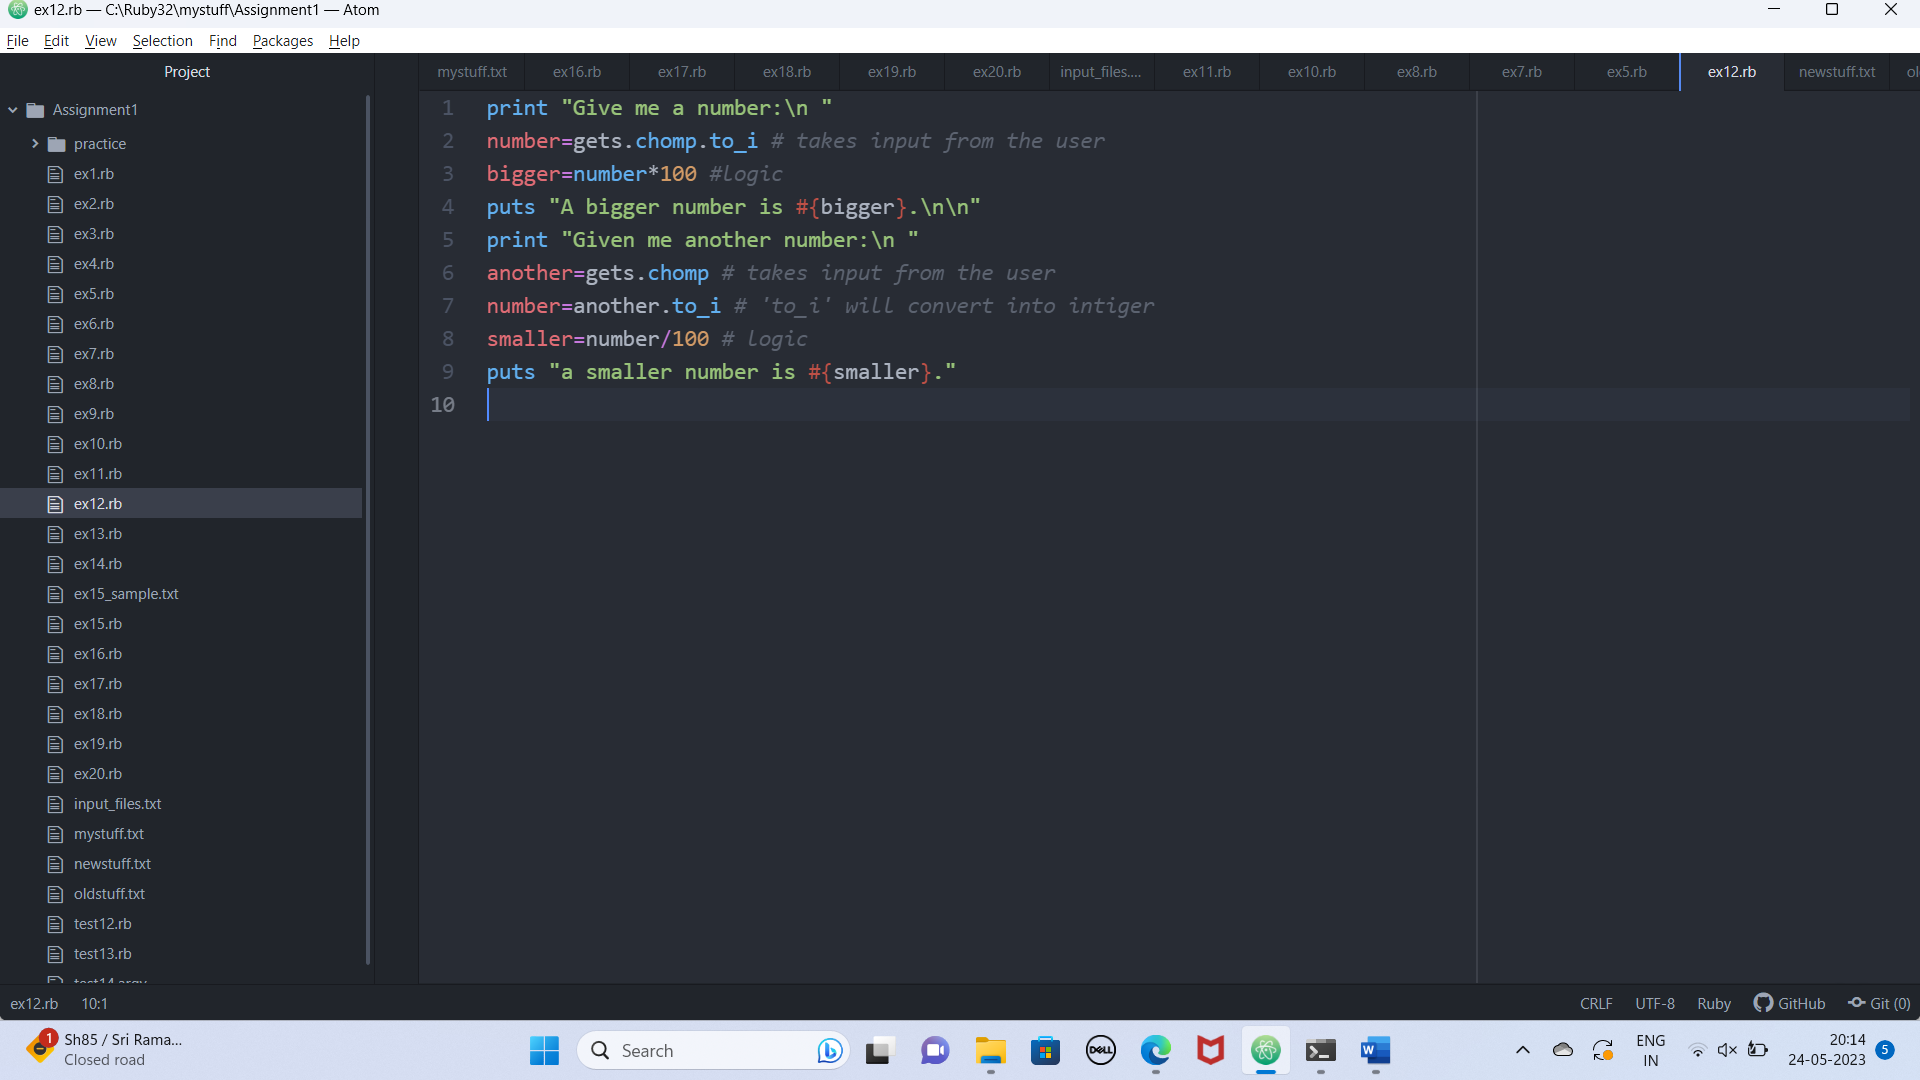 ex12.rb — C:\Ruby32\mystuff\Assignment1 — Atom
File Edit View Selection Find Packages Help
Project
mystuff.txt ex16.rb ex17.rb ex18.rb ex19.rb ex20.rb input_files.... ex11.rb ex10.rb ex8.rb ex7.rb ex5.rb ex12.rb newstuff.txt ol
Assignment1
practice
ex1.rb
ex2.rb
ex3.rb
ex4.rb
ex5.rb
ex6.rb
ex7.rb
ex8.rb
ex9.rb
ex10.rb
ex11.rb
ex12.rb
ex13.rb
ex14.rb
ex15_sample.txt
ex15.rb
ex16.rb
ex17.rb
ex18.rb
ex19.rb
ex20.rb
input_files.txt
mystuff.txt
newstuff.txt
oldstuff.txt
test12.rb
test13.rb
1 print "Give me a number:\n "
2 number=gets.chomp.to_i # takes input from the user
3 bigger=number*100 #logic
4 puts "A bigger number is #{bigger}.\n\n"
5 print "Given me another number:\n "
6 another=gets.chomp # takes input from the user
7 number=another.to_i # 'to_i' will convert into intiger
8 smaller=number/100 # logic
9 puts "a smaller number is #{smaller}."
10
ex12.rb 10:1 CRLF UTF-8 Ruby GitHub Git (0)
1 Sh85 / Sri Rama...
Closed road
Search
DELL
W
ENG
IN
20:14
24-05-2023
5